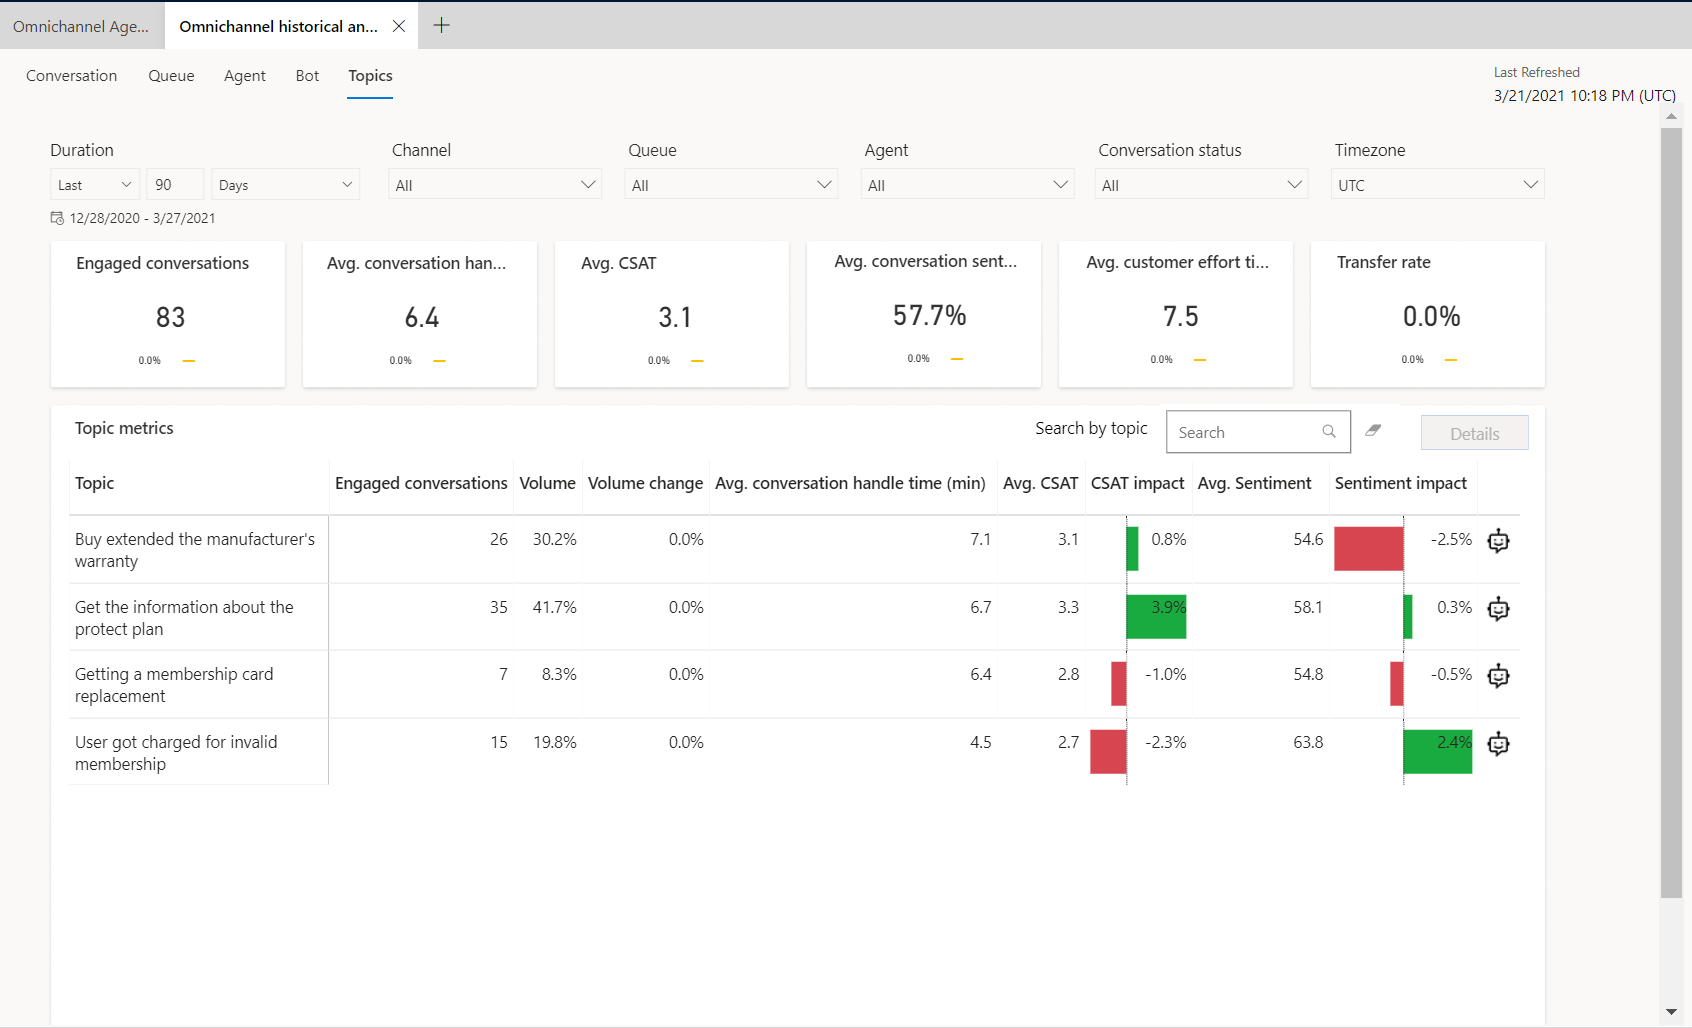 Omnichannel Age...
Omnichannel historical an...
Conversation Queue Agent Bot Topics
Last Refreshed
3/21/2021 10:18 PM (UTC)
Duration Channel Queue Agent Conversation status Timezone
Last 90 Days All All All All UTC
12/28/2020 - 3/27/2021
Engaged conversations
83
0.0%
Avg. conversation han...
6.4
0.0%
Avg. CSAT
3.1
0.0%
Avg. conversation sent...
57.7%
0.0%
Avg. customer effort ti...
7.5
0.0%
Transfer rate
0.0%
0.0%
Topic metrics Search by topic Search Details
Topic Engaged conversations Volume Volume change Avg. conversation handle time (min) Avg. CSAT CSAT impact Avg. Sentiment Sentiment impact
Buy extended the manufacturer's 26 30.2% 0.0% 7.1 3.1 0.8% 54.6 -2.5%
warranty
Get the information about the 35 41.7% 0.0% 6.7 3.3 3.9% 58.1 0.3%
protect plan
Getting a membership card 7 8.3% 0.0% 6.4 2.8 -1.0% 54.8 -0.5%
replacement
User got charged for invalid 15 19.8% 0.0% 4.5 2.7 -2.3% 63.8 2.4%
membership